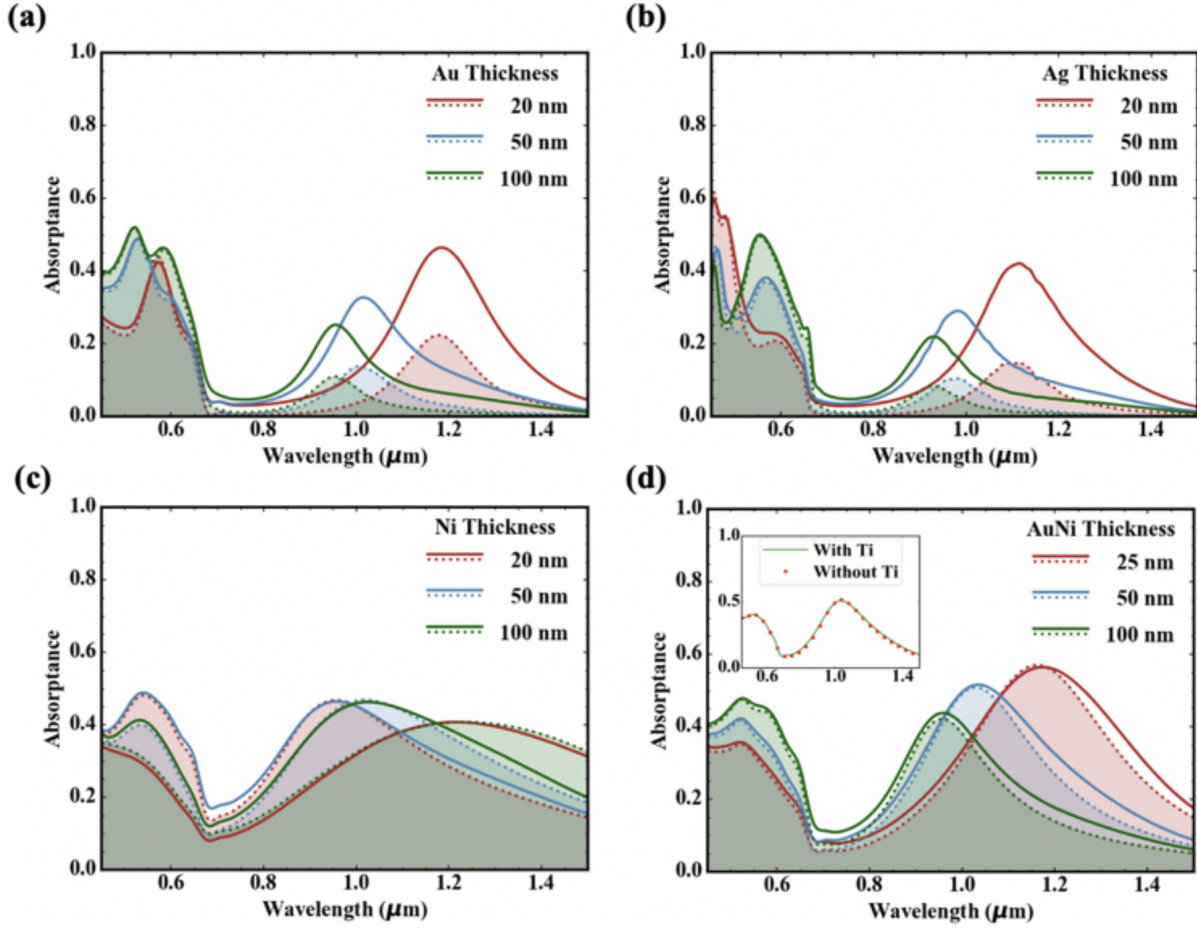 (a)
1.0
0.8
0.6
0.4
0.2
0.0
Absorptance
Au Thickness
20 nm
50 nm
100 nm
0.6
0.8
1.0
1.2
1.4
Wavelength (μm)
(b)
1.0
0.8
0.6
0.4
0.2
0.0
Absorptance
Ag Thickness
20 nm
50 nm
100 nm
0.6
0.8
1.0
1.2
1.4
Wavelength (μm)
(c)
1.0
0.8
0.6
0.4
0.2
0.0
Absorptance
Ni Thickness
20 nm
50 nm
100 nm
0.6
0.8
1.0
1.2
1.4
Wavelength (μm)
(d)
1.0
0.8
0.6
0.4
0.2
0.0
Absorptance
1.0
0.5
0.0
With Ti
Without Ti
0.6
1.0
1.4
AuNi Thickness
25 nm
50 nm
100 nm
0.6
0.8
1.0
1.2
1.4
Wavelength (μm)